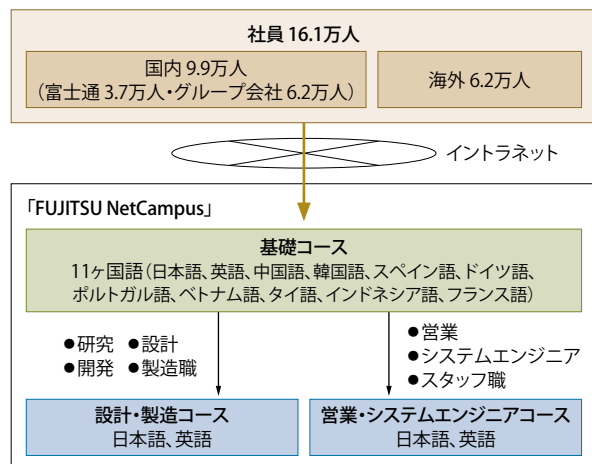 社員 16.1万人
国内 9.9万人
（富士通 3.7万人・グループ会社 6.2万人）
海外 6.2万人
イントラネット
「FUJITSU NetCampus」
基礎コース
11ヶ国語（日本語、英語、中国語、韓国語、スペイン語、ドイツ語、
ポルトガル語、ベトナム語、タイ語、インドネシア語、フランス語）
●研究 ●設計
●開発 ●製造職
●営業
●システムエンジニア
●スタッフ職
設計・製造コース
日本語、英語
営業・システムエンジニアコース
日本語、英語